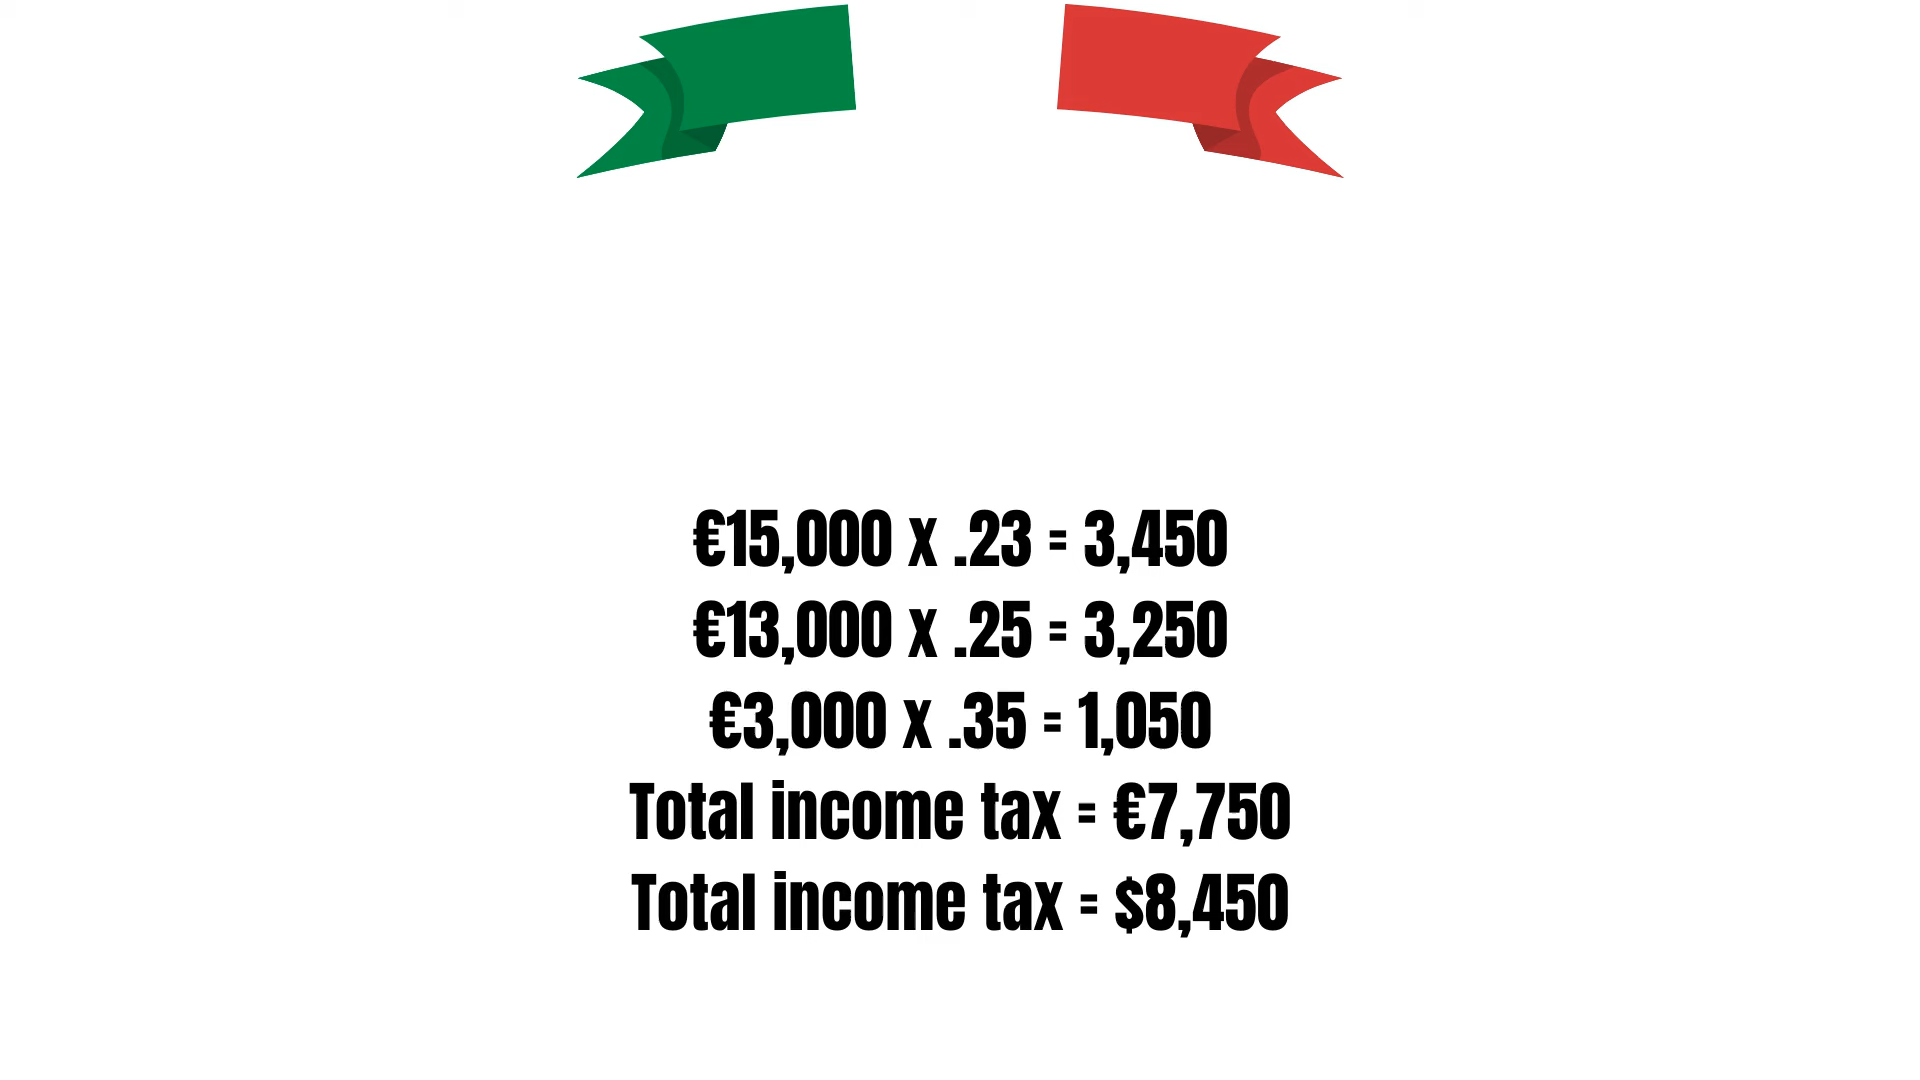 €15,000 x .23 = 3,450
€13,000 x .25 = 3,250
€3,000 x .35 = 1,050
Total income tax = €7,750
Total income tax = $8,450